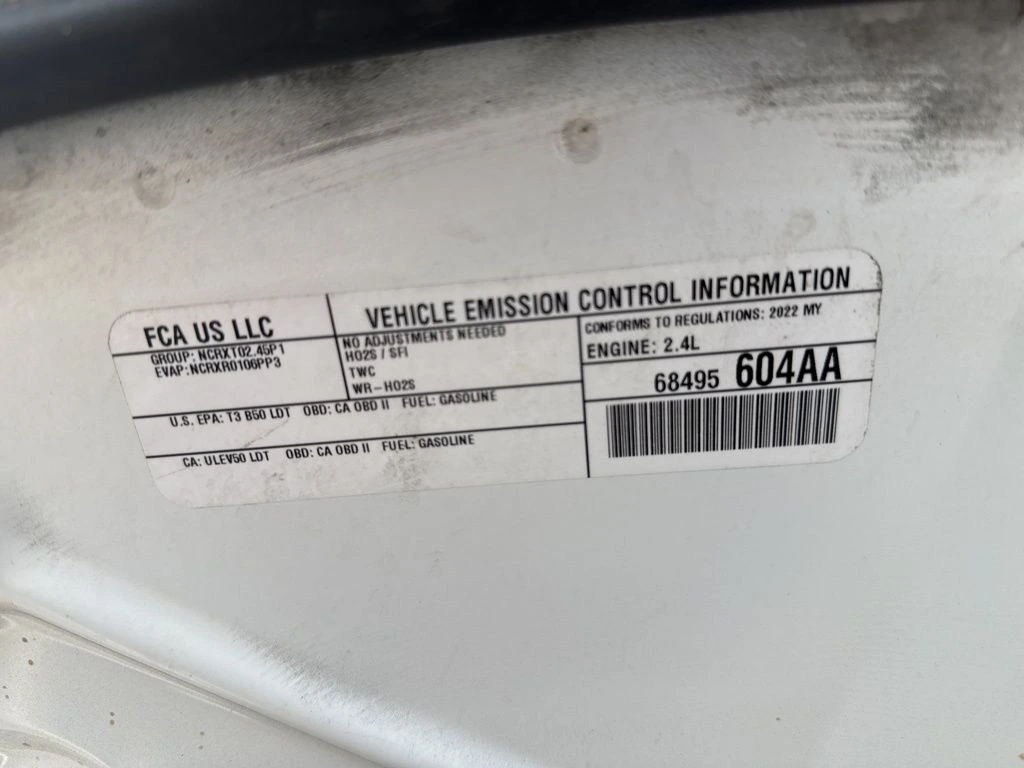 FCA US LLC
GROUP: NCRXT02.45P1
EVAP: NCRXR0106PP3
VEHICLE EMISSION CONTROL INFORMATION
NO ADJUSTMENTS NEEDED
HO2S / SFI
TWC
WR-HO2S
CONFORMS TO REGULATIONS: 2022 MY
ENGINE: 2.4L
68495 604AA
U.S. EPA: T3 B50 LDT OBD: CA OBD II FUEL: GASOLINE
CA: ULEV50 LDT OBD: CA OBD II FUEL: GASOLINE